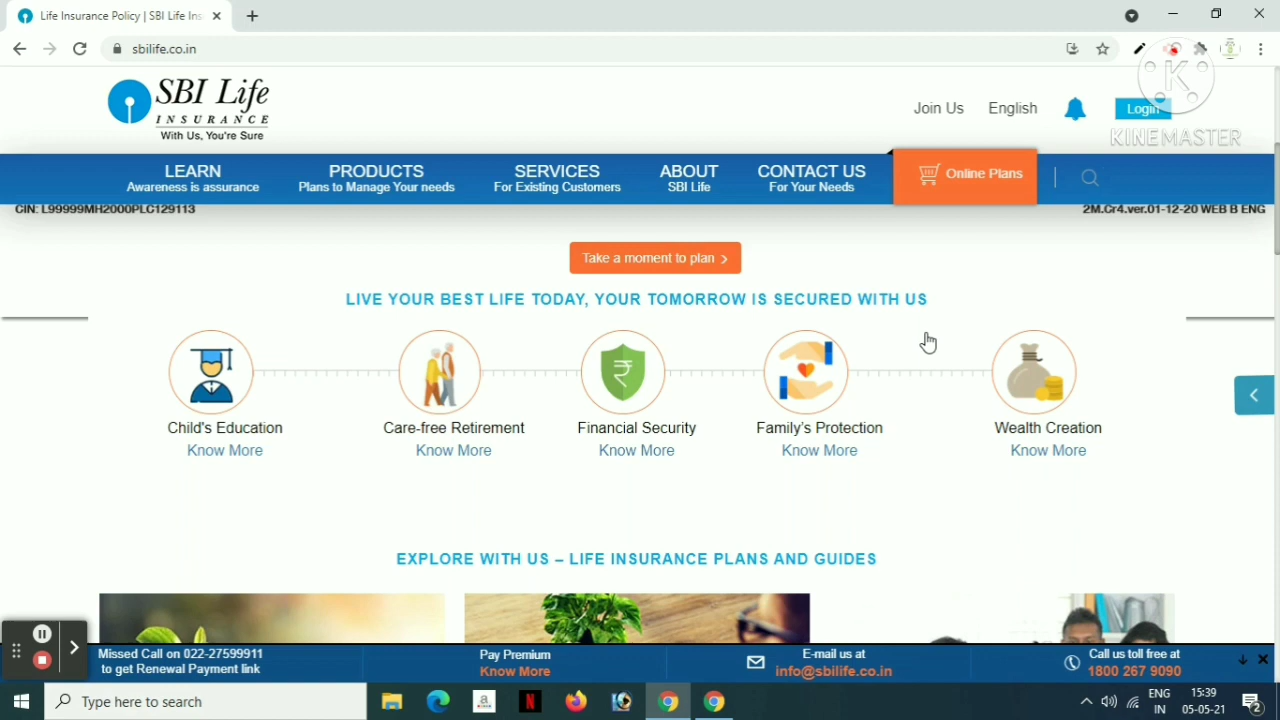 Life Insurance Policy | SBI Life Ins
sbilife.co.in
SBI Life
INSURANCE
With Us, You're Sure
Join Us English Login
K
KINEMASTER
LEARN
Awareness is assurance
PRODUCTS
Plans to Manage Your needs
SERVICES
For Existing Customers
ABOUT
SBI Life
CONTACT US
For Your Needs
Online Plans
CIN: L99999MH2000PLC129113
2M.Cr4.ver.01-12-20 WEB B ENG
Take a moment to plan
LIVE YOUR BEST LIFE TODAY, YOUR TOMORROW IS SECURED WITH US
₹
Child's Education
Know More
Care-free Retirement
Know More
Financial Security
Know More
Family's Protection
Know More
Wealth Creation
Know More
EXPLORE WITH US – LIFE INSURANCE PLANS AND GUIDES
Missed Call on 022-27599911
to get Renewal Payment link
Pay Premium
Know More
E-mail us at
info@sbilife.co.in
Call us toll free at
1800 267 9090
Type here to search
a
N
ENG
IN
15:39
05-05-21
2